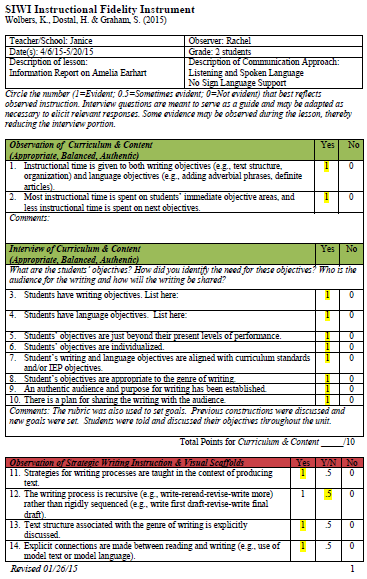 SIWI Instructional Fidelity Instrument
Wolbers, K., Dostal, H. & Graham, S. (2015)
Teacher/School: Janice Observer: Rachel
Date(s): 4/6/15-5/20/15 Grade: 2 students
Description of lesson: Description of Communication Approach:
Information Report on Amelia Earhart Listening and Spoken Language
No Sign Language Support
Circle the number (1=Evident; 0.5=Sometimes evident; 0=Not evident) that best reflects
observed instruction. Interview questions are meant to serve as a guide and may be adapted as
necessary to elicit relevant responses. Some evidence may be observed during the lesson, thereby
reducing the interview portion.
Observation of Curriculum & Content Yes No
(Appropriate, Balanced, Authentic)
1. Instructional time is given to both writing objectives (e.g., text structure, 1 0
organization) and language objectives (e.g., adding adverbial phrases, definite
articles).
2. Most instructional time is spent on students' immediate objective areas, and 1 0
less instructional time is spent on next objectives.
Comments:
Interview of Curriculum & Content Yes No
(Appropriate, Balanced, Authentic)
What are the students' objectives? How did you identify the need for these objectives? Who is the
audience for the writing and how will the writing be shared?
3. Students have writing objectives. List here: 1 0
4. Students have language objectives. List here: 1 0
5. Students' objectives are just beyond their present levels of performance. 1 0
6. Students' objectives are individualized. 1 0
7. Student's writing and language objectives are aligned with curriculum standards 1 0
and/or IEP objectives.
8. Student's objectives are appropriate to the genre of writing. 1 0
9. An authentic audience and purpose for writing has been established. 1 0
10. There is a plan for sharing the writing with the audience. 1 0
Comments: The rubric was also used to set goals. Previous constructions were discussed and
new goals were set. Students were told and discussed their objectives throughout the unit.
Total Points for Curriculum & Content _____/10
Observation of Strategic Writing Instruction & Visual Scaffolds Yes Y/N No
11. Strategies for writing processes are taught in the context of producing 1 .5 0
text.
12. The writing process is recursive (e.g., write-reread-revise-write more) 1 .5 0
rather than rigidly sequenced (e.g., write first draft-revise-write final
draft).
13. Text structure associated with the genre of writing is explicitly 1 .5 0
discussed.
14. Explicit connections are made between reading and writing (e.g., use of 1 .5 0
model text or model language).
Revised 01/26/15 1